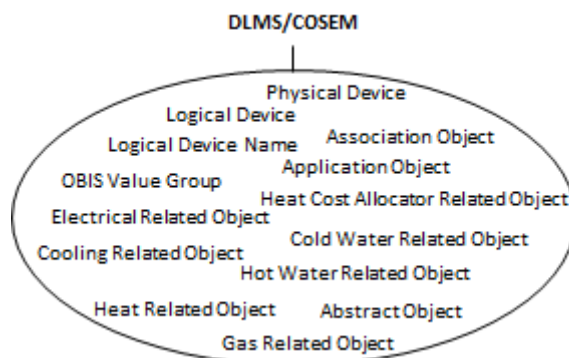 DLMS/COSEM
Physical Device
Logical Device
Association Object
Logical Device Name
Application Object
OBIS Value Group
Heat Cost Allocator Related Object
Electrical Related Object
Cold Water Related Object
Cooling Related Object
Hot Water Related Object
Heat Related Object
Abstract Object
Gas Related Object